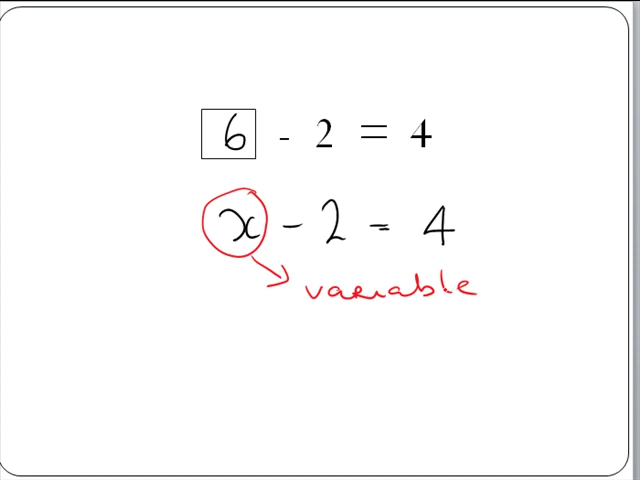 6 - 2 = 4
x - 2 = 4
variable